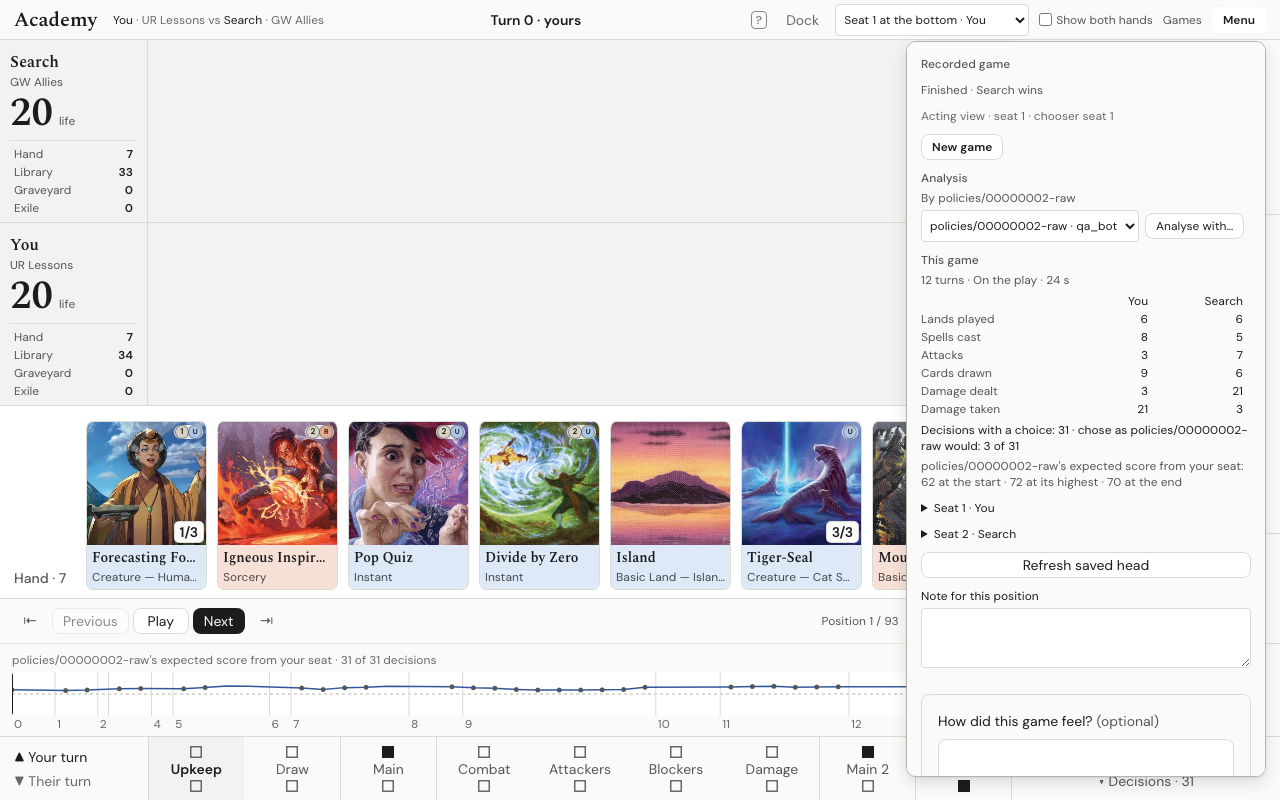 Academy
You · UR Lessons vs Search · GW Allies
Turn 0 · yours
?
Dock
Seat 1 at the bottom · You
Show both hands
Games
Menu
Search
GW Allies
20 life
Hand 7
Library 33
Graveyard 0
Exile 0
You
UR Lessons
20 life
Hand 7
Library 34
Graveyard 0
Exile 0
Hand · 7
1 U
1/3
Forecasting Fo...
Creature — Huma...
2 R
Igneous Inspir...
Sorcery
2 U
Pop Quiz
Instant
2 U
Divide by Zero
Instant
Island
Basic Land — Islan...
U
3/3
Tiger-Seal
Creature — Cat S...
Mou
Basic
Previous
Play
Next
Position 1 / 93
policies/00000002-raw's expected score from your seat · 31 of 31 decisions
0 1 2 4 5 6 7 8 9 10 11 12
▲ Your turn
▼ Their turn
Upkeep
Draw
Main
Combat
Attackers
Blockers
Damage
Main 2
Decisions · 31
Recorded game
Finished · Search wins
Acting view · seat 1 · chooser seat 1
New game
Analysis
By policies/00000002-raw
policies/00000002-raw · qa_bot
Analyse with…
This game
12 turns · On the play · 24 s
You Search
Lands played 6 6
Spells cast 8 5
Attacks 3 7
Cards drawn 9 6
Damage dealt 3 21
Damage taken 21 3
Decisions with a choice: 31 · chose as policies/00000002-
raw would: 3 of 31
policies/00000002-raw's expected score from your seat:
62 at the start · 72 at its highest · 70 at the end
▶ Seat 1 · You
▶ Seat 2 · Search
Refresh saved head
Note for this position
How did this game feel? (optional)